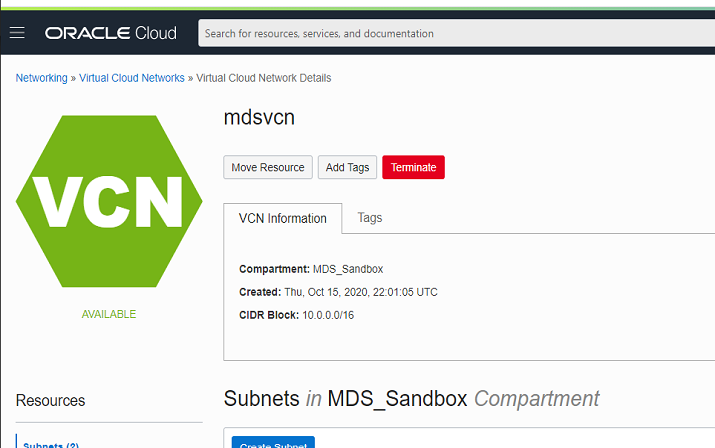 ORACLE Cloud
Search for resources, services, and documentation
Networking » Virtual Cloud Networks » Virtual Cloud Network Details
VCN
AVAILABLE
mdsvcn
Move Resource
Add Tags
Terminate
VCN Information
Tags
Compartment: MDS_Sandbox
Created: Thu, Oct 15, 2020, 22:01:05 UTC
CIDR Block: 10.0.0.0/16
Resources
Subnets (2)
Subnets in MDS_Sandbox Compartment
Create Subnet